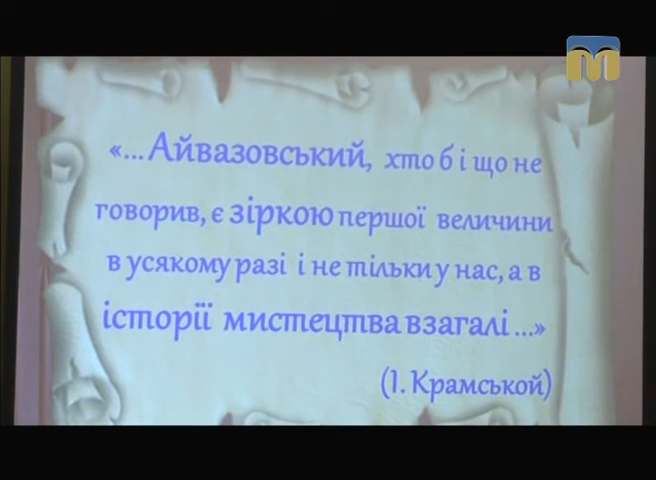 «...Айвазовський, хто б і що не
говорив, є зіркою першої величини
в усякому разі і не тільки у нас, а в
історії мистецтва взагалі...»
(І. Крамськой)